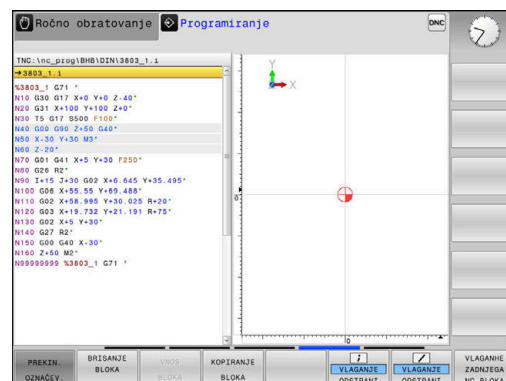 Ročno obratovanje
Programiranje
DNC
TNC:\nc_prog\BHB\DIN\3803_1.i
→3803_1.i
%3803_1 G71 *
N10 G30 G17 X+0 Y+0 Z-40*
N20 G31 X+100 Y+100 Z+0*
N30 T5 G17 S500 F100*
N40 G00 G90 Z+50 G40*
N50 X-30 Y+30 M3*
N60 Z-20*
N70 G01 G41 X+5 Y+30 F250*
N80 G26 R2*
N90 I+15 J+30 G02 X+6.645 Y+35.495*
N100 G06 X+55.55 Y+69.488*
N110 G02 X+58.995 Y+30.025 R+20*
N120 G03 X+19.732 Y+21.191 R+75*
N130 G02 X+5 Y+30*
N140 G27 R2*
N150 G00 G40 X-30*
N160 Z+50 M2*
N99999999 %3803_1 G71 *
Y
X
0
0
PREKIN.
OZNAČEV.
BRISANJE
BLOKA
VNOS
BLOKA
KOPIRANJE
BLOKA
VLAGANJE
ODSTRANI
VLAGANJE
ODSTRANI
VLAGANHE
ZADNJEGA
NC BLOKA